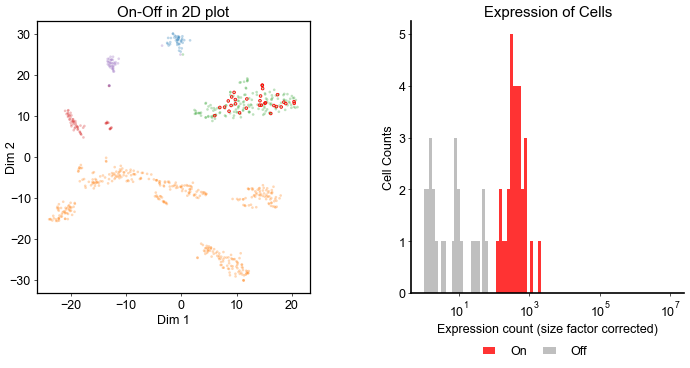 On-Off in 2D plot
Dim 2
30
20
10
0
−10
−20
−30
−20
−10
0
10
20
Dim 1
Expression of Cells
Cell Counts
5
4
3
2
1
0
10^1
10^3
10^5
10^7
Expression count (size factor corrected)
On
Off